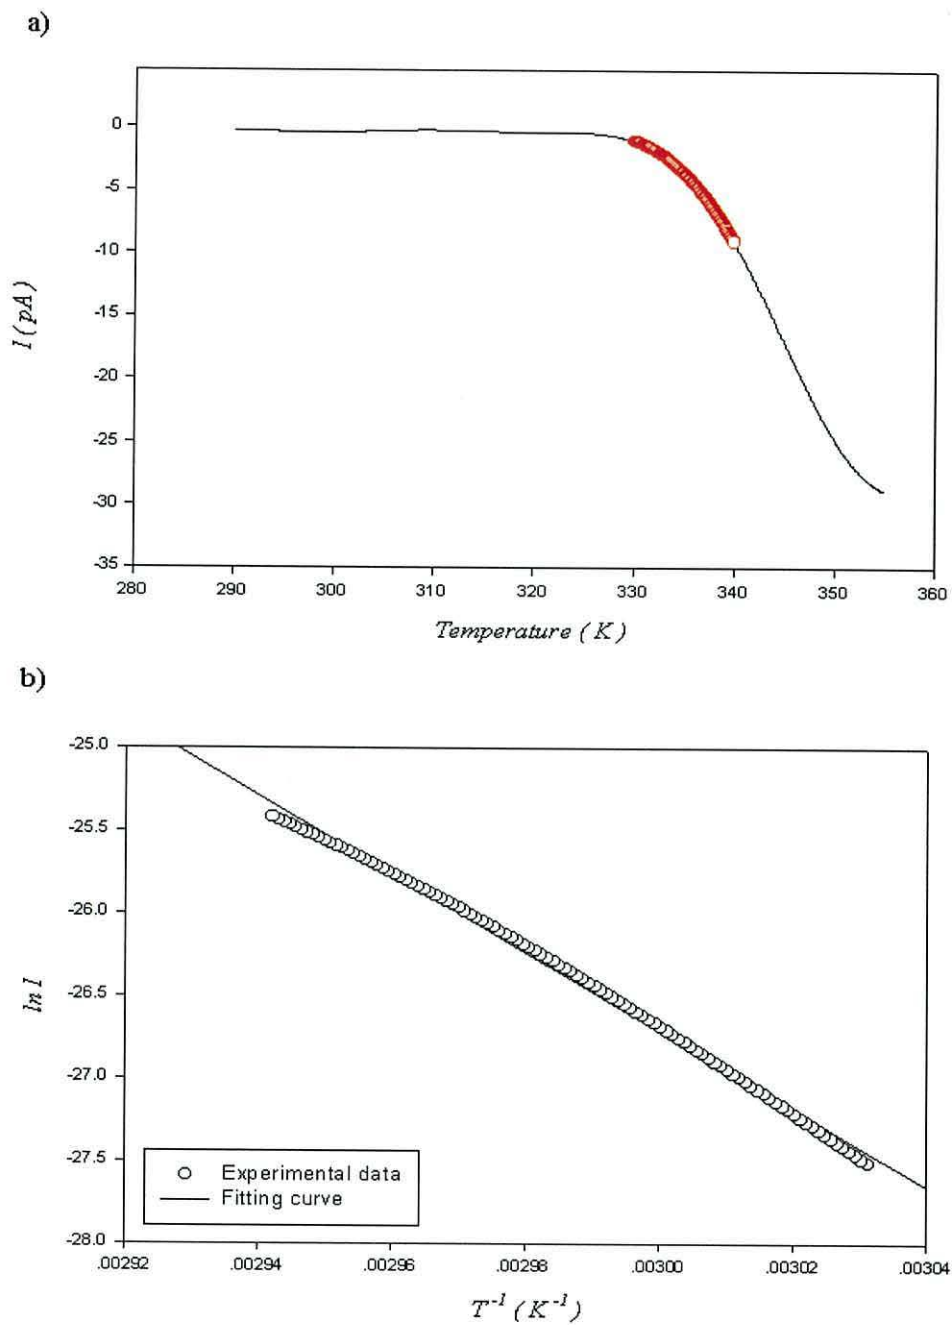 a)
0
-5
-10
-15
-20
-25
-30
-35
I (pA)
280 290 300 310 320 330 340 350 360
Temperature (K)
b)
-25.0
-25.5
-26.0
-26.5
-27.0
-27.5
-28.0
ln I
Experimental data
Fitting curve
.00292 .00294 .00296 .00298 .00300 .00302 .00304
T⁻¹ (K⁻¹)